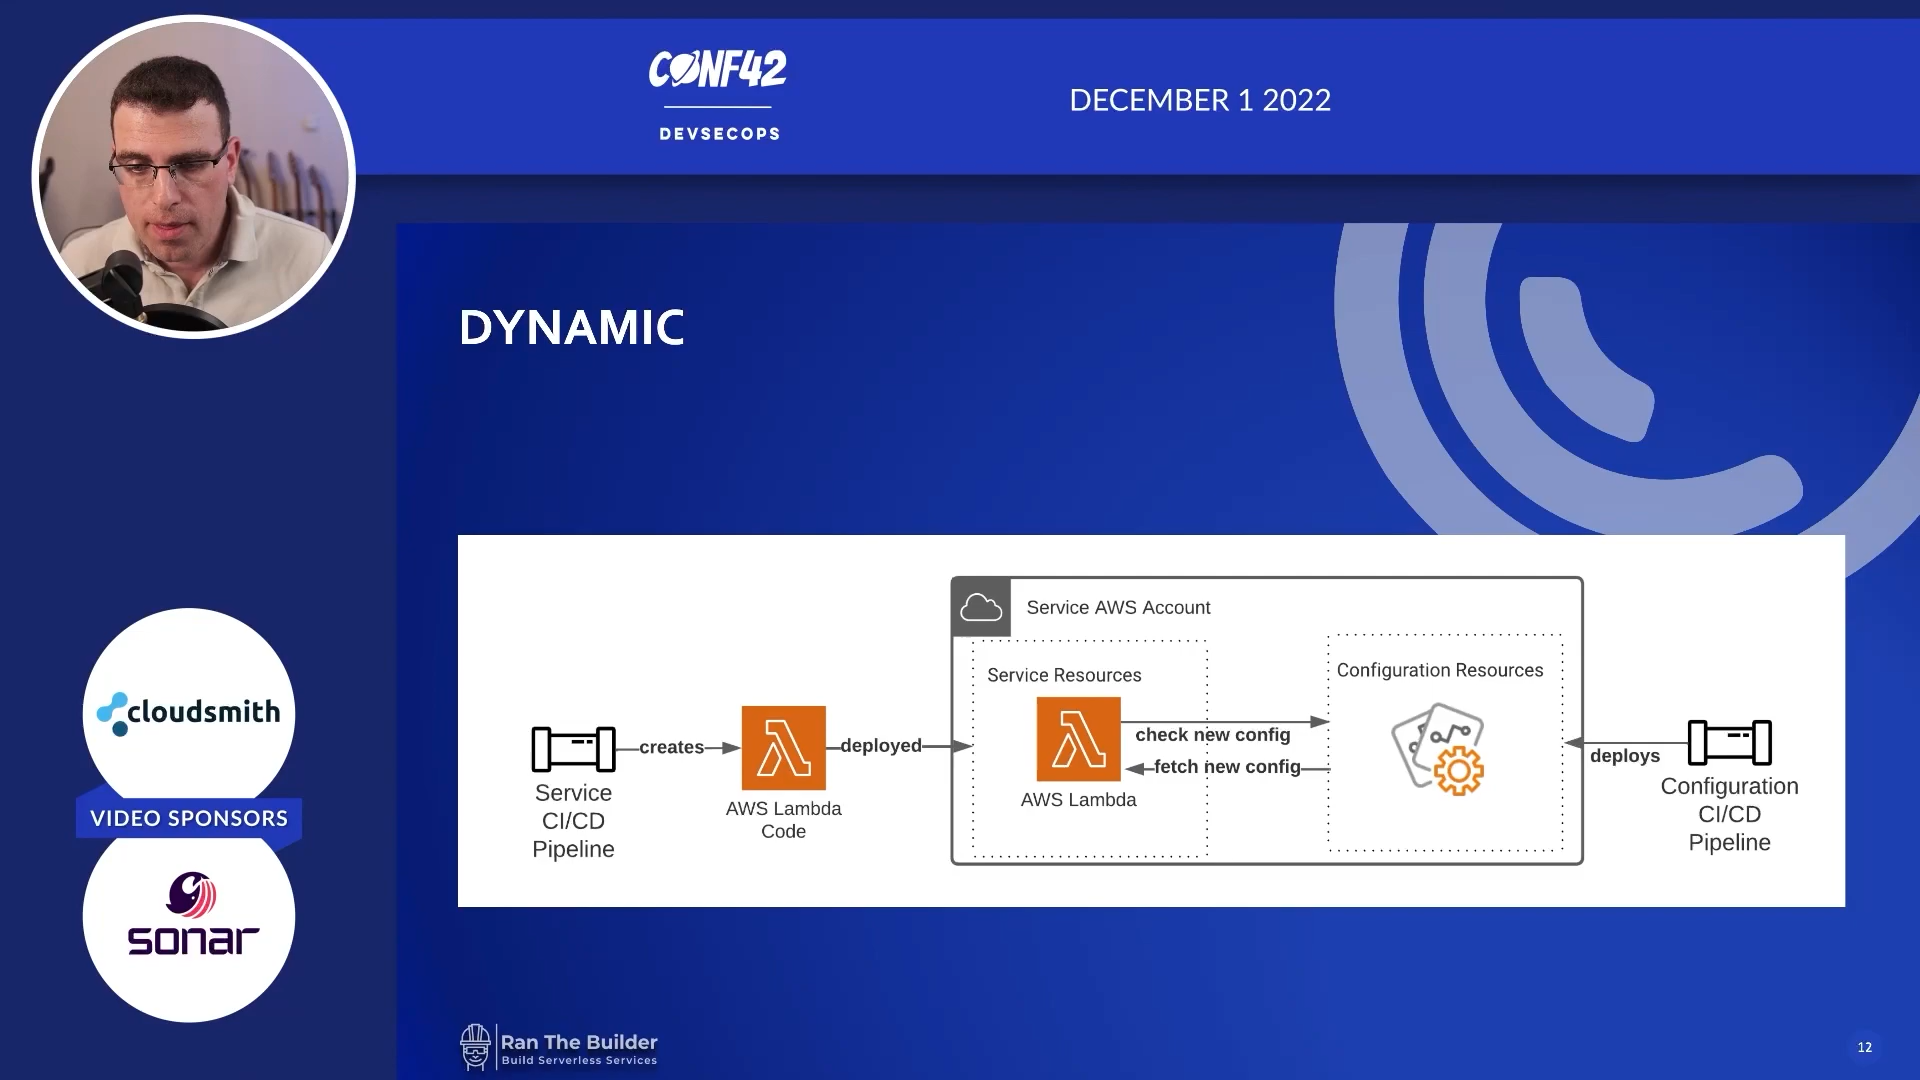 CONF42
DEVSECOPS
DECEMBER 1 2022
DYNAMIC
Service AWS Account
Service Resources
Configuration Resources
check new config
creates
deployed
fetch new config
deploys
Service
CI/CD
Pipeline
AWS Lambda
Code
AWS Lambda
Configuration
CI/CD
Pipeline
cloudsmith
VIDEO SPONSORS
sonar
Ran The Builder
Build Serverless Services
12